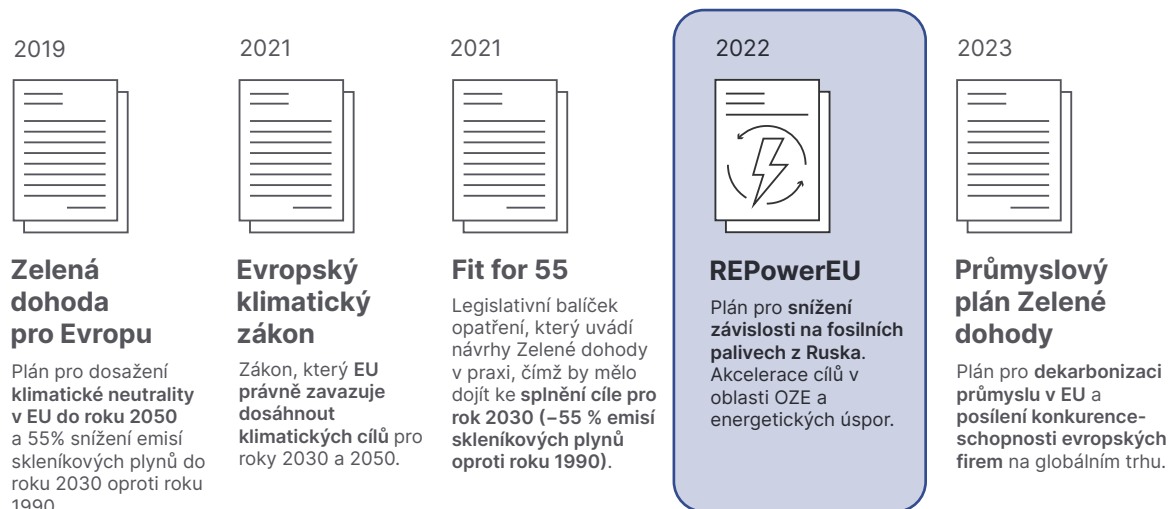 2019
Zelená
dohoda
pro Evropu
Plán pro dosažení
klimatické neutrality
v EU do roku 2050
a 55% snížení emisí
skleníkových plynů do
roku 2030 oproti roku
1990
2021
Evropský
klimatický
zákon
Zákon, který EU
právně zavazuje
dosáhnout
klimatických cílů pro
roky 2030 a 2050.
2021
Fit for 55
Legislativní balíček
opatření, který uvádí
návrhy Zelené dohody
v praxi, čímž by mělo
dojít ke splnění cíle pro
rok 2030 (–55 % emisí
skleníkových plynů
oproti roku 1990).
2022
REPowerEU
Plán pro snížení
závislosti na fosilních
palivech z Ruska.
Akcelerace cílů v
oblasti OZE a
energetických úspor.
2023
Průmyslový
plán Zelené
dohody
Plán pro dekarbonizaci
průmyslu v EU a
posílení konkurence-
schopnosti evropských
firem na globálním trhu.